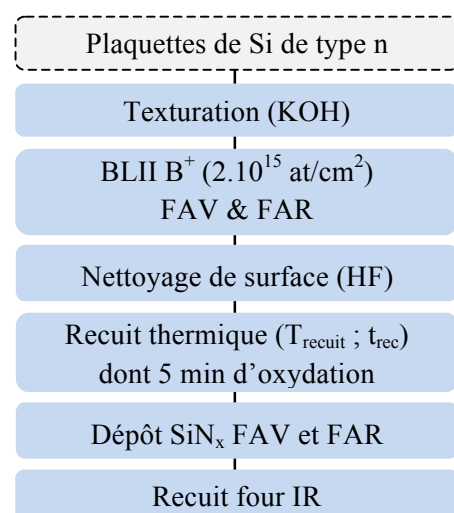 Plaquettes de Si de type n
Texturation (KOH)
BLII B⁺ (2.10¹⁵ at/cm²)
FAV & FAR
Nettoyage de surface (HF)
Recuit thermique (Tᵣₑcᵤᵢₜ ; tᵣₑc)
dont 5 min d’oxydation
Dépôt SiNₓ FAV et FAR
Recuit four IR